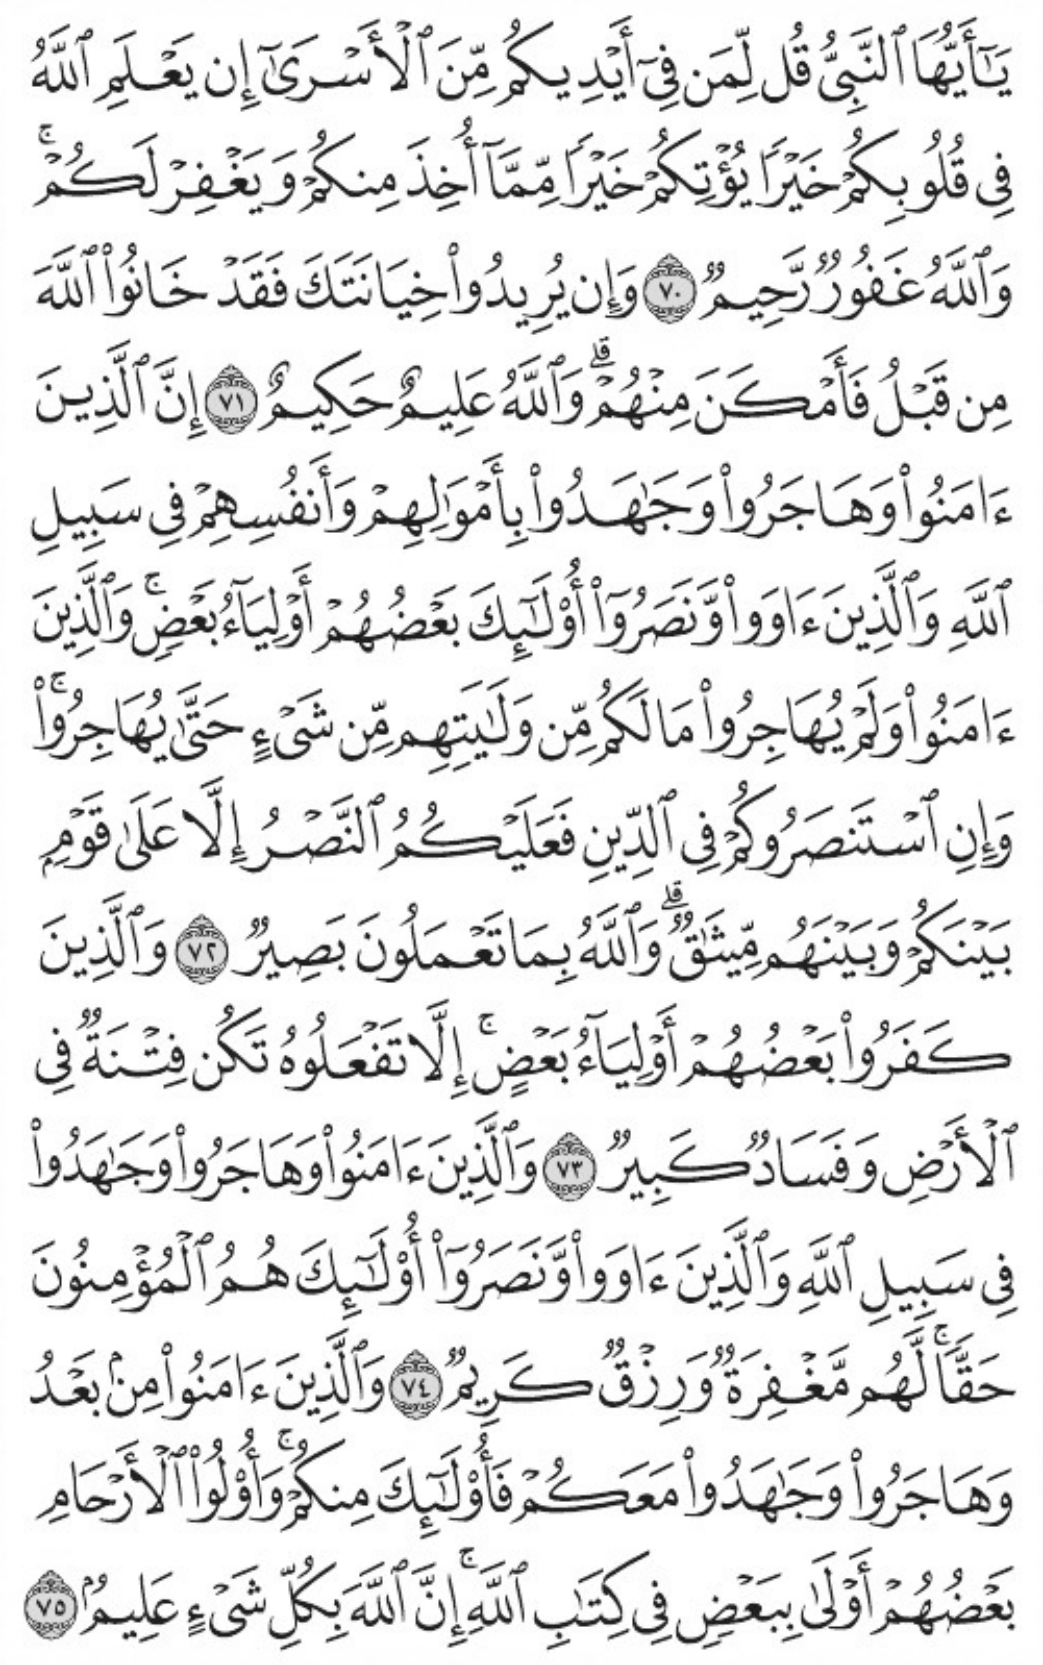 يَـٰٓأَيُّهَا ٱلنَّبِىُّ قُل لِّمَن فِىٓ أَيْدِيكُم مِّنَ ٱلْأَسْرَىٰٓ إِن يَعْلَمِ ٱللَّهُ
فِى قُلُوبِكُمْ خَيْرًا يُؤْتِكُمْ خَيْرًا مِّمَّآ أُخِذَ مِنكُمْ وَيَغْفِرْ لَكُمْ ۚ
وَٱللَّهُ غَفُورٌ رَّحِيمٌ ٧٠ وَإِن يُرِيدُوا۟ خِيَانَتَكَ فَقَدْ خَانُوا۟ ٱللَّهَ
مِن قَبْلُ فَأَمْكَنَ مِنْهُمْ ۗ وَٱللَّهُ عَلِيمٌ حَكِيمٌ ٧١ إِنَّ ٱلَّذِينَ
ءَامَنُوا۟ وَهَاجَرُوا۟ وَجَـٰهَدُوا۟ بِأَمْوَٰلِهِمْ وَأَنفُسِهِمْ فِى سَبِيلِ
ٱللَّهِ وَٱلَّذِينَ ءَاوَوا۟ وَّنَصَرُوٓا۟ أُو۟لَـٰٓئِكَ بَعْضُهُمْ أَوْلِيَآءُ بَعْضٍ ۚ وَٱلَّذِينَ
ءَامَنُوا۟ وَلَمْ يُهَاجِرُوا۟ مَا لَكُم مِّن وَلَـٰيَتِهِم مِّن شَىْءٍ حَتَّىٰ يُهَاجِرُوا۟ ۚ
وَإِنِ ٱسْتَنصَرُوكُمْ فِى ٱلدِّينِ فَعَلَيْكُمُ ٱلنَّصْرُ إِلَّا عَلَىٰ قَوْمٍۭ
بَيْنَكُمْ وَبَيْنَهُم مِّيثَـٰقٌ ۗ وَٱللَّهُ بِمَا تَعْمَلُونَ بَصِيرٌ ٧٢ وَٱلَّذِينَ
كَفَرُوا۟ بَعْضُهُمْ أَوْلِيَآءُ بَعْضٍ ۚ إِلَّا تَفْعَلُوهُ تَكُن فِتْنَةٌ فِى
ٱلْأَرْضِ وَفَسَادٌ كَبِيرٌ ٧٣ وَٱلَّذِينَ ءَامَنُوا۟ وَهَاجَرُوا۟ وَجَـٰهَدُوا۟
فِى سَبِيلِ ٱللَّهِ وَٱلَّذِينَ ءَاوَوا۟ وَّنَصَرُوٓا۟ أُو۟لَـٰٓئِكَ هُمُ ٱلْمُؤْمِنُونَ
حَقًّا ۚ لَّهُم مَّغْفِرَةٌ وَرِزْقٌ كَرِيمٌ ٧٤ وَٱلَّذِينَ ءَامَنُوا۟ مِنۢ بَعْدُ
وَهَاجَرُوا۟ وَجَـٰهَدُوا۟ مَعَكُمْ فَأُو۟لَـٰٓئِكَ مِنكُمْ ۚ وَأُو۟لُوا۟ ٱلْأَرْحَامِ
بَعْضُهُمْ أَوْلَىٰ بِبَعْضٍ فِى كِتَـٰبِ ٱللَّهِ ۚ إِنَّ ٱللَّهَ بِكُلِّ شَىْءٍ عَلِيمٌۢ ٧٥